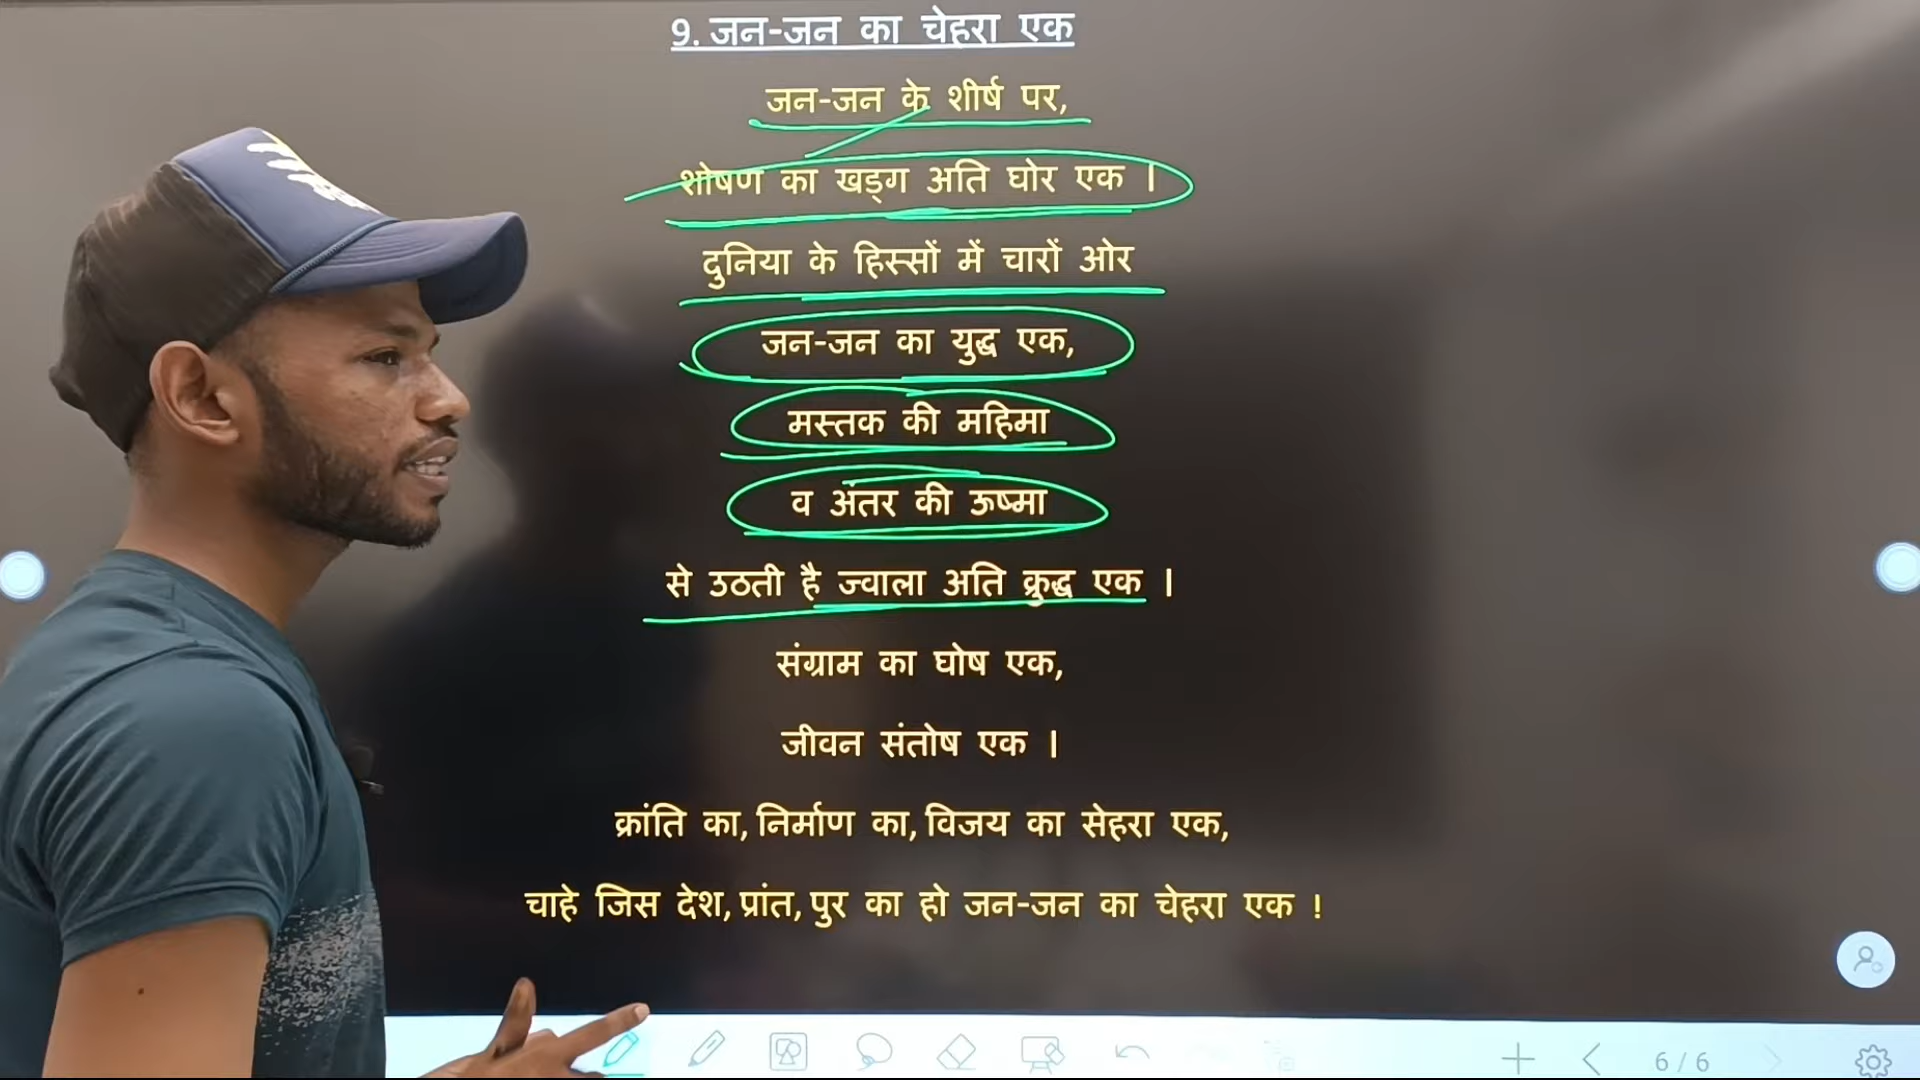 9. जन-जन का चेहरा एक
जन-जन के शीर्ष पर,
शोषण का खड्ग अति घोर एक ।
दुनिया के हिस्सों में चारों ओर
जन-जन का युद्ध एक,
मस्तक की महिमा
व अंतर की ऊष्मा
से उठती है ज्वाला अति क्रुद्ध एक ।
संग्राम का घोष एक,
जीवन संतोष एक ।
क्रांति का, निर्माण का, विजय का सेहरा एक,
चाहे जिस देश, प्रांत, पुर का हो जन-जन का चेहरा एक !
6 / 6